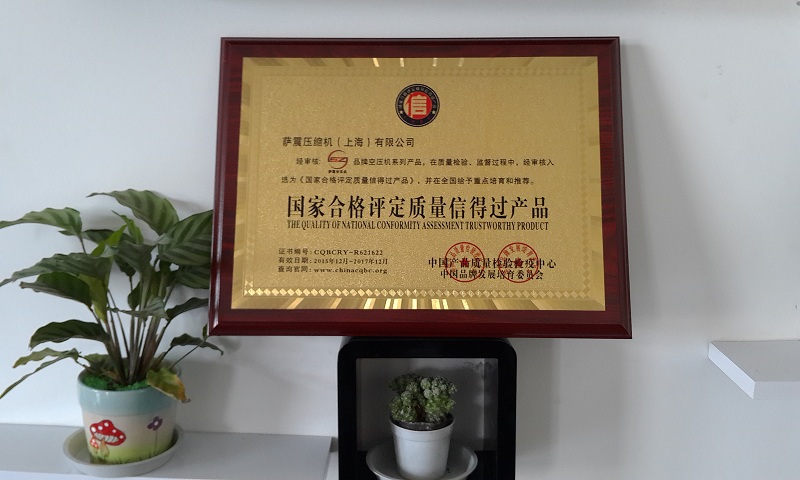 信
萨震压缩机（上海）有限公司
经审核： SZ 品牌空压机系列产品，在质量检验、监督过程中，经审核入
选为《国家合格评定质量信得过产品》，并在全国给予重点培育和推荐。
国家合格评定质量信得过产品
THE QUALITY OF NATIONAL CONFORMITY ASSESSMENT TRUSTWORTHY PRODUCT
证书编号：CQBCRY-R621622
有效日期：2015年12月-2017年12月
查询官网：www.chinacqbc.org
中国产品质量检验检疫中心
中国品牌发展培育委员会